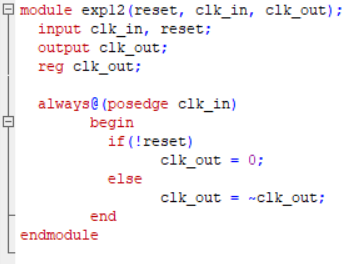 module exp12(reset, clk_in, clk_out);
input clk_in, reset;
output clk_out;
reg clk_out;
always@(posedge clk_in)
begin
if(!reset)
clk_out = 0;
else
clk_out = ~clk_out;
end
endmodule